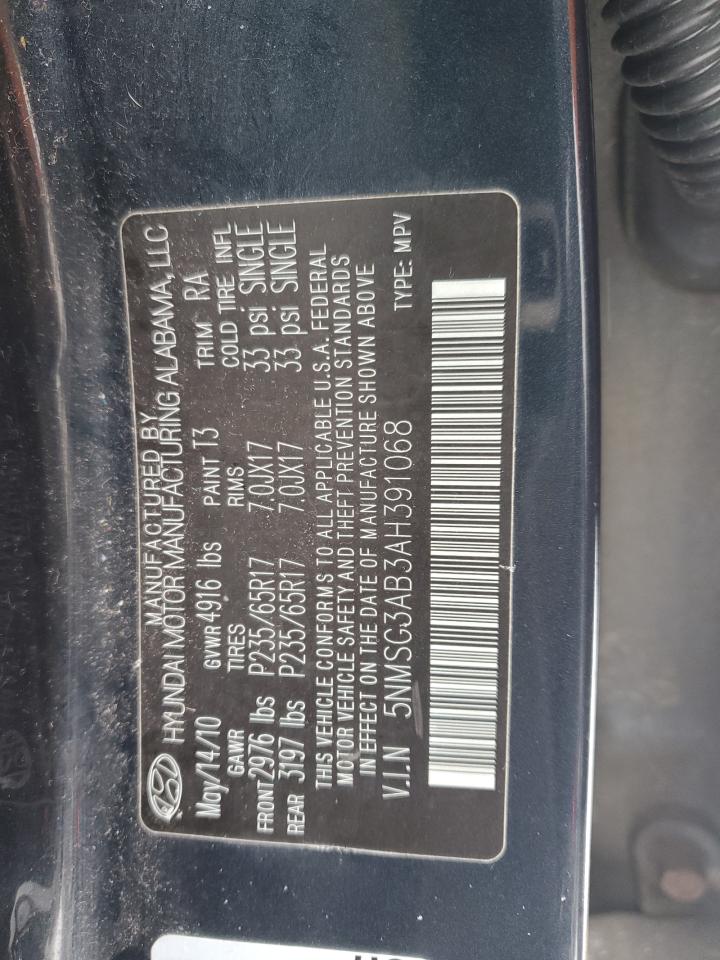 MANUFACTURED BY
HYUNDAI MOTOR MANUFACTURING ALABAMA, LLC
May/14/10 GVWR 4916 lbs PAINT T3 TRIM RA
GAWR TIRES RIMS COLD TIRE INFL
FRONT 2976 lbs P235/65R17 7.0JX17 33 psi SINGLE
REAR 3197 lbs P235/65R17 7.0JX17 33 psi SINGLE
THIS VEHICLE CONFORMS TO ALL APPLICABLE U.S.A. FEDERAL
MOTOR VEHICLE SAFETY AND THEFT PREVENTION STANDARDS
IN EFFECT ON THE DATE OF MANUFACTURE SHOWN ABOVE
V.I.N 5NMSG3AB3AH391068 TYPE: MPV